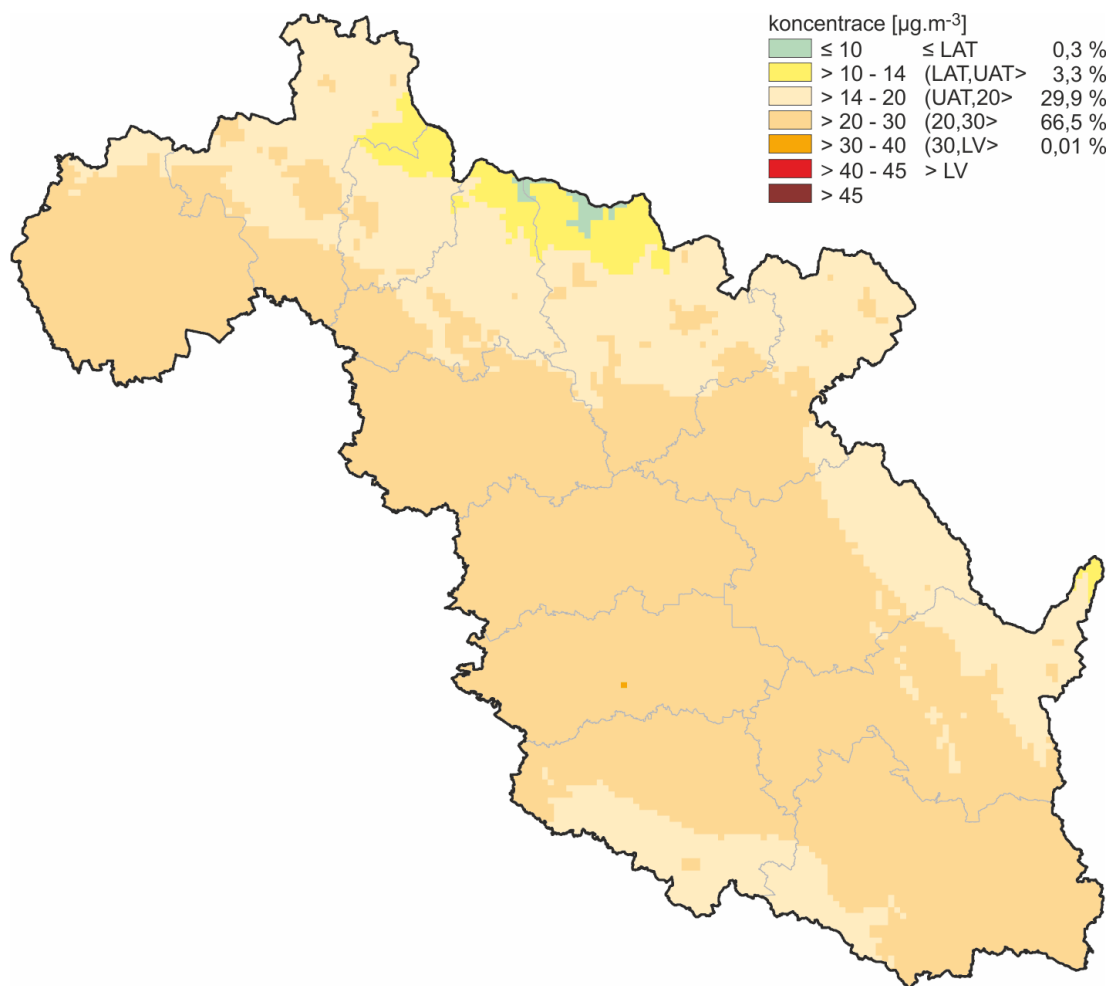 koncentrace [µg.m-3]
≤ 10 ≤ LAT 0,3 %
> 10 - 14 (LAT,UAT> 3,3 %
> 14 - 20 (UAT,20> 29,9 %
> 20 - 30 (20,30> 66,5 %
> 30 - 40 (30,LV> 0,01 %
> 40 - 45 > LV
> 45